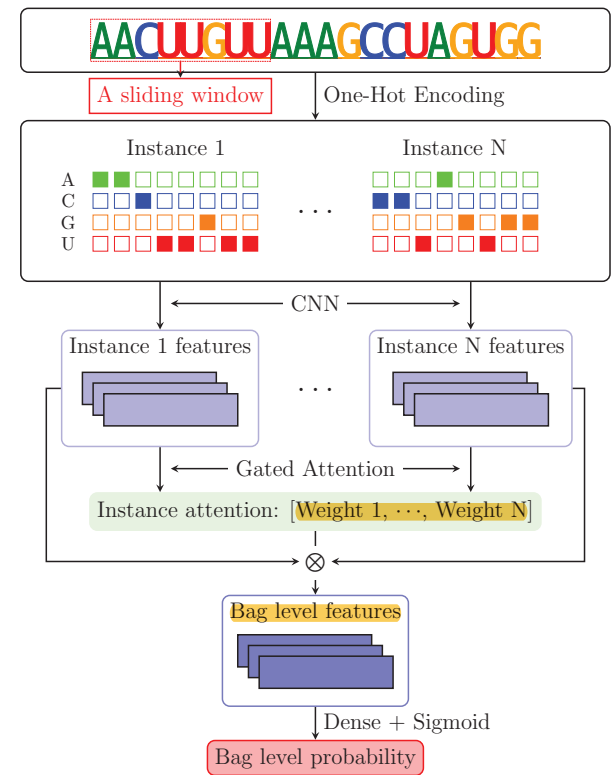 AACUUGUUAAAGCCUAGUGG
A sliding window
One-Hot Encoding
Instance 1
Instance N
A
C
G
U
...
CNN
Instance 1 features
Instance N features
...
Gated Attention
Instance attention: [Weight 1, ···, Weight N]
⊗
Bag level features
Dense + Sigmoid
Bag level probability